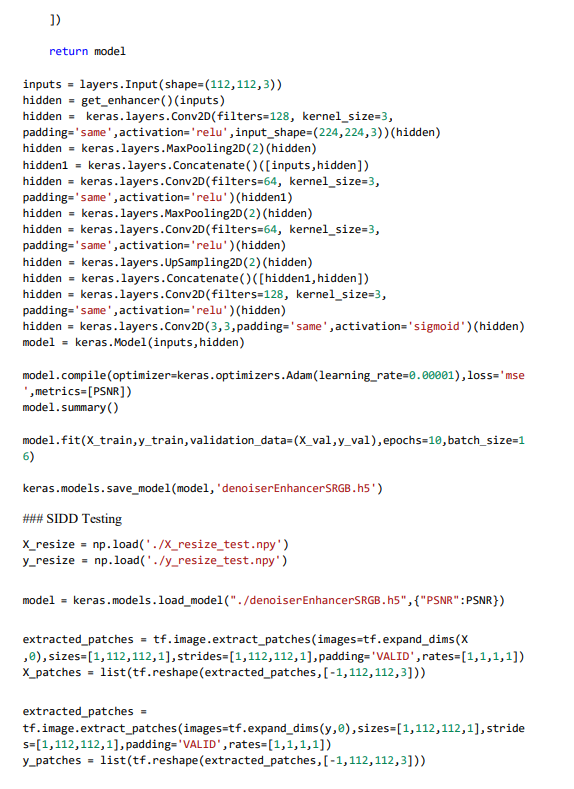 ])
return model
inputs = layers.Input(shape=(112,112,3))
hidden = get_enhancer()(inputs)
hidden =  keras.layers.Conv2D(filters=128, kernel_size=3,
padding='same',activation='relu',input_shape=(224,224,3))(hidden)
hidden = keras.layers.MaxPooling2D(2)(hidden)
hidden1 = keras.layers.Concatenate()([inputs,hidden])
hidden = keras.layers.Conv2D(filters=64, kernel_size=3,
padding='same',activation='relu')(hidden1)
hidden = keras.layers.MaxPooling2D(2)(hidden)
hidden = keras.layers.Conv2D(filters=64, kernel_size=3,
padding='same',activation='relu')(hidden)
hidden = keras.layers.UpSampling2D(2)(hidden)
hidden = keras.layers.Concatenate()([hidden1,hidden])
hidden = keras.layers.Conv2D(filters=128, kernel_size=3,
padding='same',activation='relu')(hidden)
hidden = keras.layers.Conv2D(3,3,padding='same',activation='sigmoid')(hidden)
model = keras.Model(inputs,hidden)
model.compile(optimizer=keras.optimizers.Adam(learning_rate=0.00001),loss='mse
',metrics=[PSNR])
model.summary()
model.fit(X_train,y_train,validation_data=(X_val,y_val),epochs=10,batch_size=1
6)
keras.models.save_model(model,'denoiserEnhancerSRGB.h5')
### SIDD Testing
X_resize = np.load('./X_resize_test.npy')
y_resize = np.load('./y_resize_test.npy')
model = keras.models.load_model("./denoiserEnhancerSRGB.h5",{"PSNR":PSNR})
extracted_patches = tf.image.extract_patches(images=tf.expand_dims(X
,0),sizes=[1,112,112,1],strides=[1,112,112,1],padding='VALID',rates=[1,1,1,1])
X_patches = list(tf.reshape(extracted_patches,[-1,112,112,3]))
extracted_patches =
tf.image.extract_patches(images=tf.expand_dims(y,0),sizes=[1,112,112,1],stride
s=[1,112,112,1],padding='VALID',rates=[1,1,1,1])
y_patches = list(tf.reshape(extracted_patches,[-1,112,112,3]))